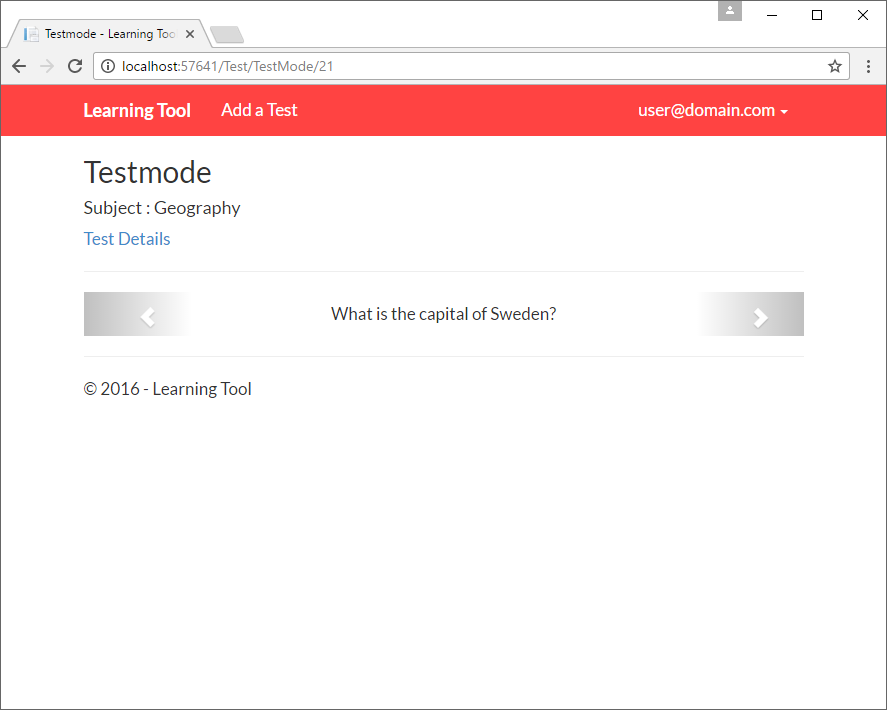 Testmode - Learning Too
localhost:57641/Test/TestMode/21
Learning Tool Add a Test user@domain.com
Testmode
Subject : Geography
Test Details
What is the capital of Sweden?
© 2016 - Learning Tool